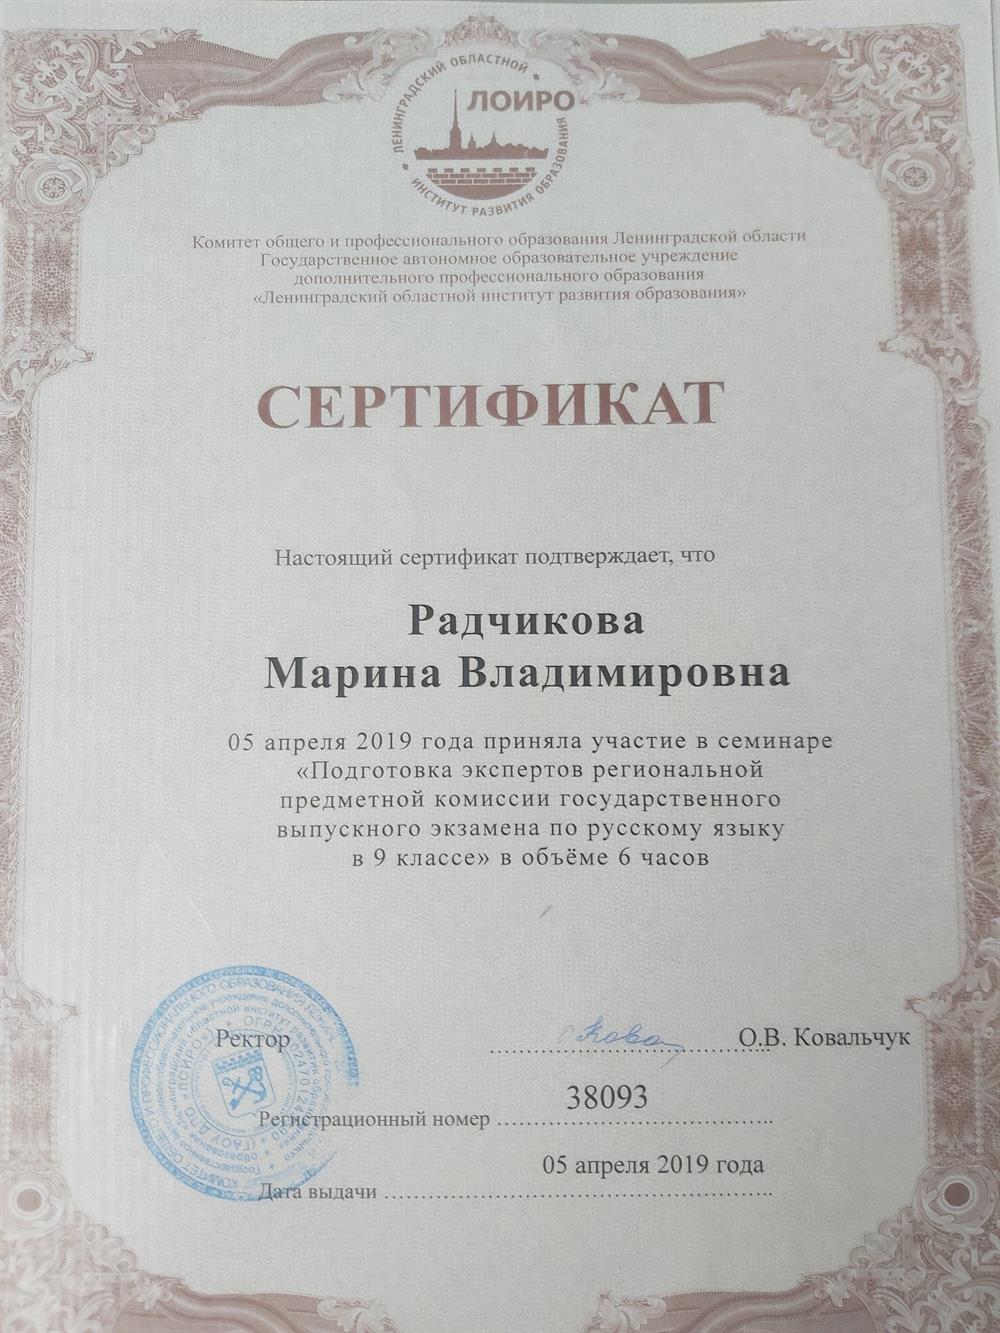 ЛЕНИНГРАДСКИЙ ОБЛАСТНОЙ
ЛОИРО
ИНСТИТУТ РАЗВИТИЯ ОБРАЗОВАНИЯ
Комитет общего и профессионального образования Ленинградской области
Государственное автономное образовательное учреждение
дополнительного профессионального образования
«Ленинградский областной институт развития образования»
СЕРТИФИКАТ
Настоящий сертификат подтверждает, что
Радчикова
Марина Владимировна
05 апреля 2019 года приняла участие в семинаре
«Подготовка экспертов региональной
предметной комиссии государственного
выпускного экзамена по русскому языку
в 9 классе» в объёме 6 часов
Ректор О.В. Ковальчук
38093
Регистрационный номер
05 апреля 2019 года
Дата выдачи